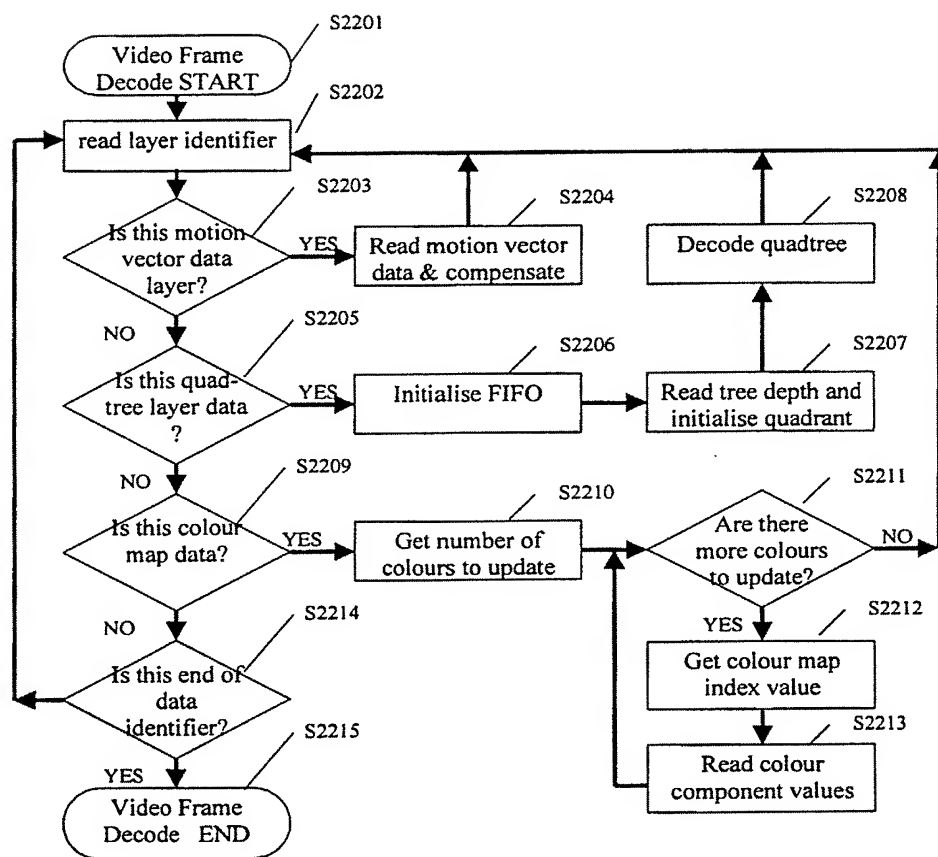 S2201
Video Frame
Decode START
S2202
read layer identifier
S2203
Is this motion
vector data
layer?
YES
S2204
Read motion vector
data & compensate
S2208
Decode quadtree
NO
S2205
Is this quad-
tree layer data
?
YES
S2206
Initialise FIFO
S2207
Read tree depth and
initialise quadrant
NO
S2209
Is this colour
map data?
YES
S2210
Get number of
colours to update
S2211
Are there
more colours
to update?
NO
YES
S2212
Get colour map
index value
S2213
Read colour
component values
NO
S2214
Is this end of
data
identifier?
YES
S2215
Video Frame
Decode END